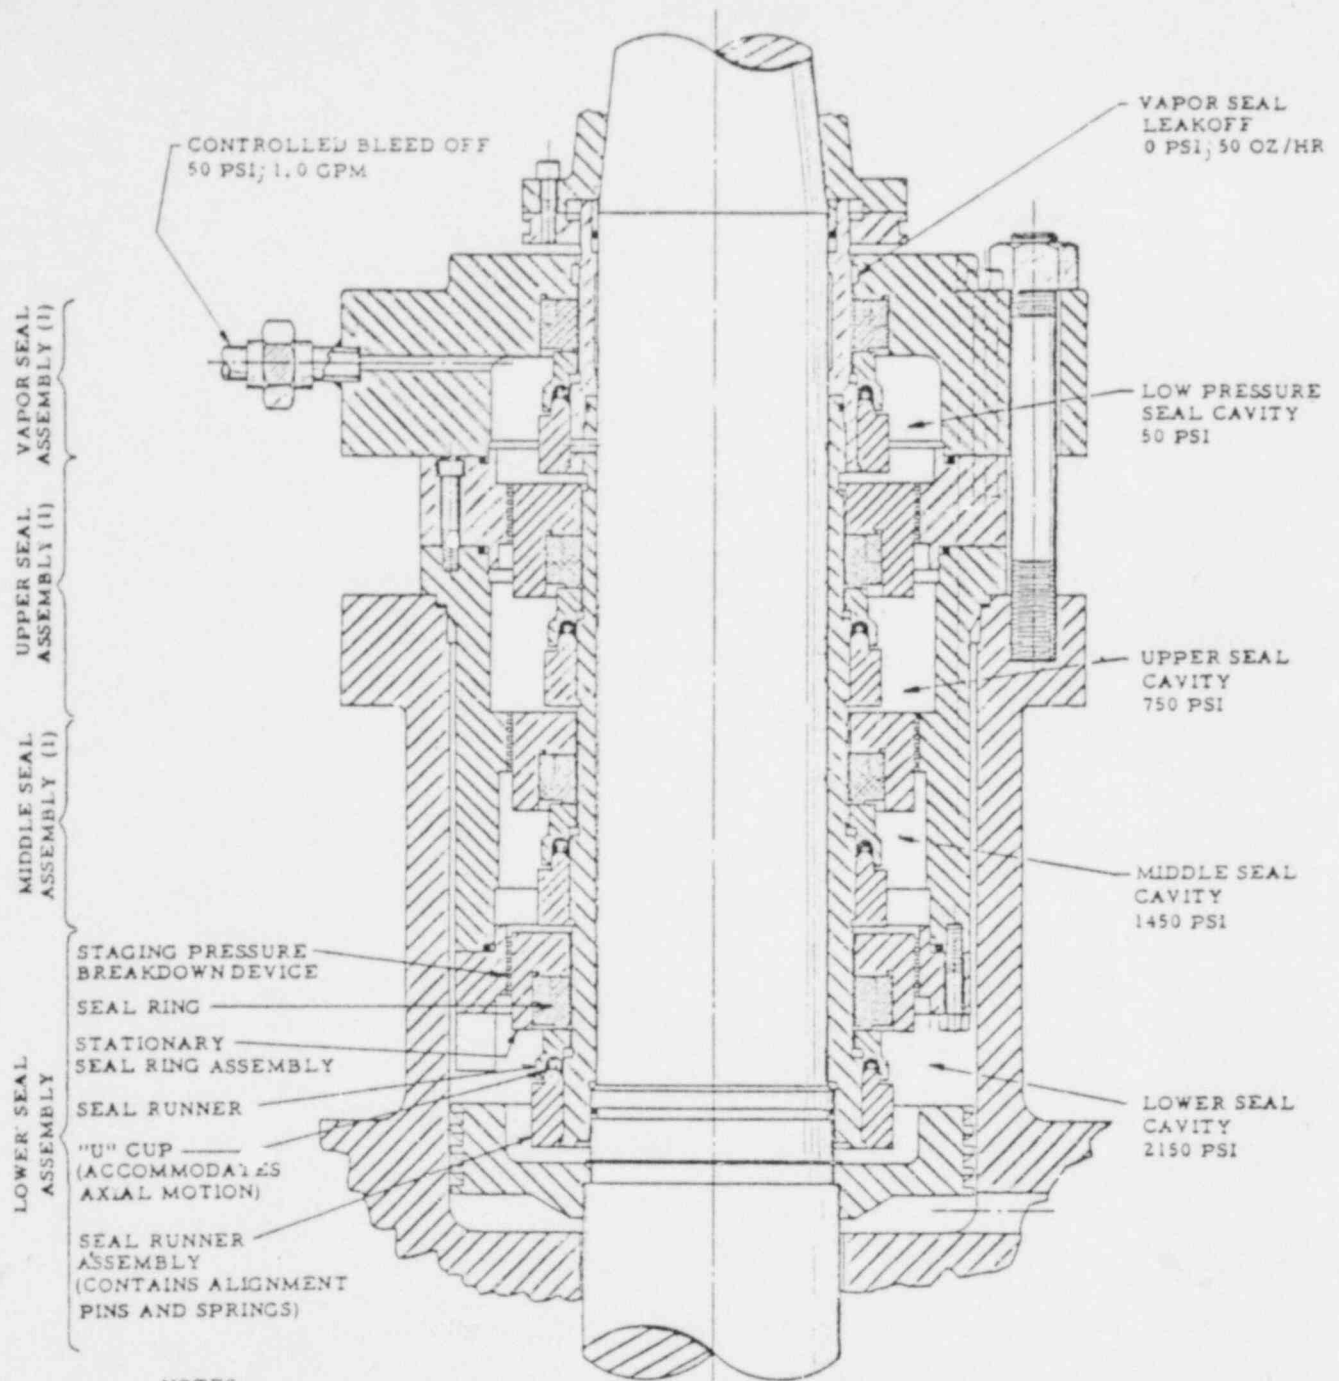 CONTROLLED BLEED OFF
50 PSI; 1.0 GPM
VAPOR SEAL
LEAKOFF
0 PSI; 50 OZ/HR
VAPOR SEAL
ASSEMBLY (1)
LOW PRESSURE
SEAL CAVITY
50 PSI
UPPER SEAL
ASSEMBLY (1)
UPPER SEAL
CAVITY
750 PSI
MIDDLE SEAL
ASSEMBLY (1)
MIDDLE SEAL
CAVITY
1450 PSI
LOWER SEAL
ASSEMBLY
STAGING PRESSURE
BREAKDOWN DEVICE
SEAL RING
STATIONARY
SEAL RING ASSEMBLY
SEAL RUNNER
"U" CUP
(ACCOMMODATES
AXIAL MOTION)
SEAL RUNNER
ASSEMBLY
(CONTAINS ALIGNMENT
PINS AND SPRINGS)
LOWER SEAL
CAVITY
2150 PSI